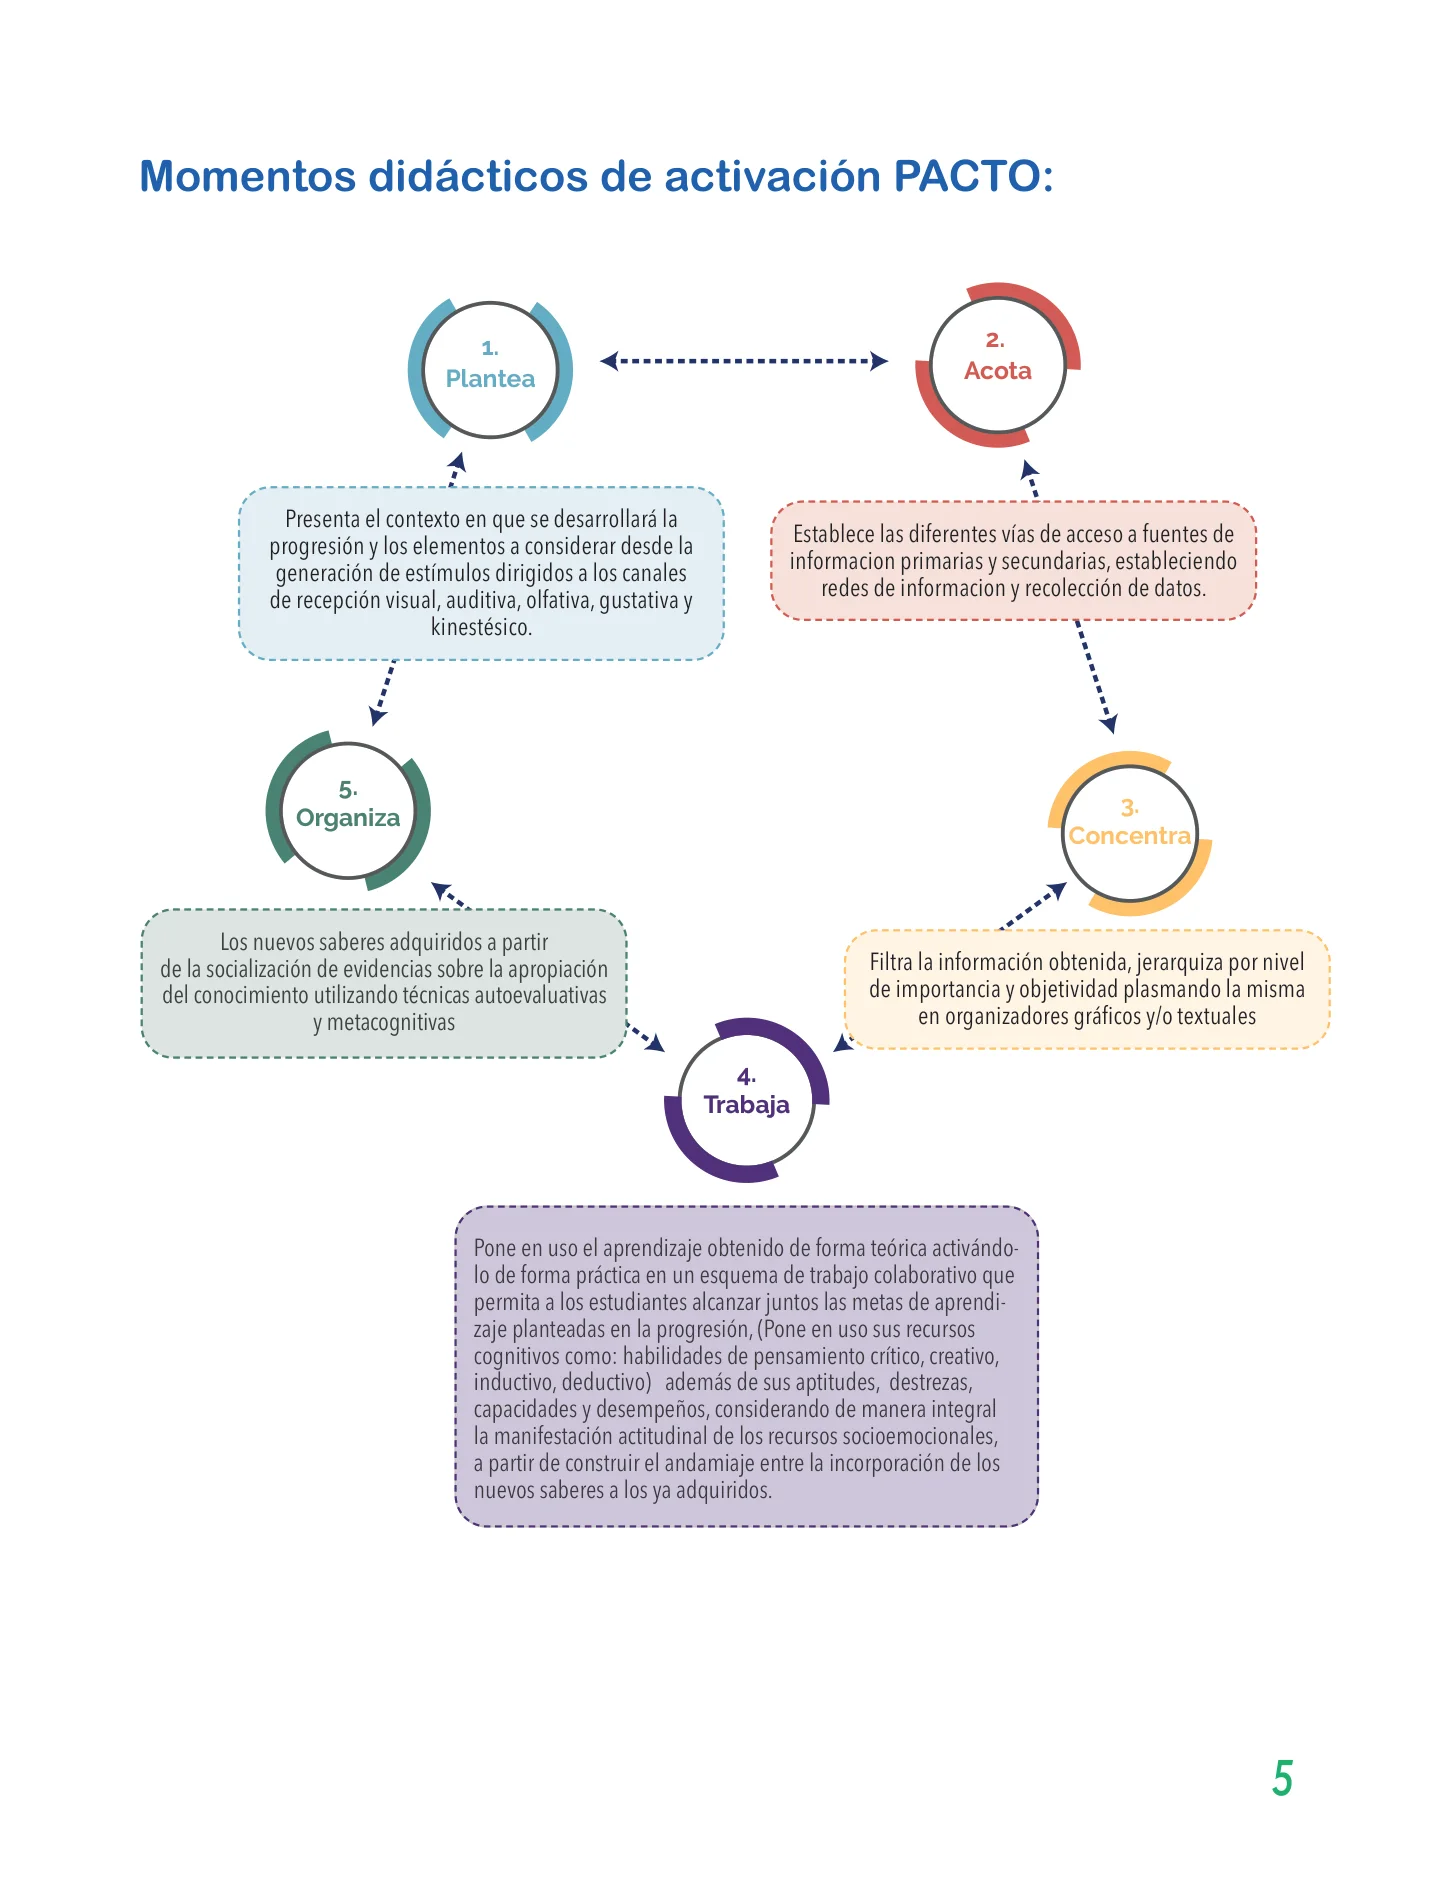 Momentos didácticos de activación PACTO:
1.
Plantea
2.
Acota
Presenta el contexto en que se desarrollará la
progresión y los elementos a considerar desde la
generación de estímulos dirigidos a los canales
de recepción visual, auditiva, olfativa, gustativa y
kinestésico.
Establece las diferentes vías de acceso a fuentes de
informacion primarias y secundarias, estableciendo
redes de informacion y recolección de datos.
5.
Organiza
3.
Concentra
Los nuevos saberes adquiridos a partir
de la socialización de evidencias sobre la apropiación
del conocimiento utilizando técnicas autoevaluativas
y metacognitivas
Filtra la información obtenida, jerarquiza por nivel
de importancia y objetividad plasmando la misma
en organizadores gráficos y/o textuales
4.
Trabaja
Pone en uso el aprendizaje obtenido de forma teórica activándo-
lo de forma práctica en un esquema de trabajo colaborativo que
permita a los estudiantes alcanzar juntos las metas de aprendi-
zaje planteadas en la progresión, (Pone en uso sus recursos
cognitivos como: habilidades de pensamiento crítico, creativo,
inductivo, deductivo) además de sus aptitudes, destrezas,
capacidades y desempeños, considerando de manera integral
la manifestación actitudinal de los recursos socioemocionales,
a partir de construir el andamiaje entre la incorporación de los
nuevos saberes a los ya adquiridos.
5